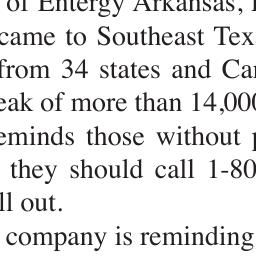 of Entergy Arkansas,
came to Southeast Tex
from 34 states and Ca
eak of more than 14,000
eminds those without
they should call 1-80
ll out.
company is reminding